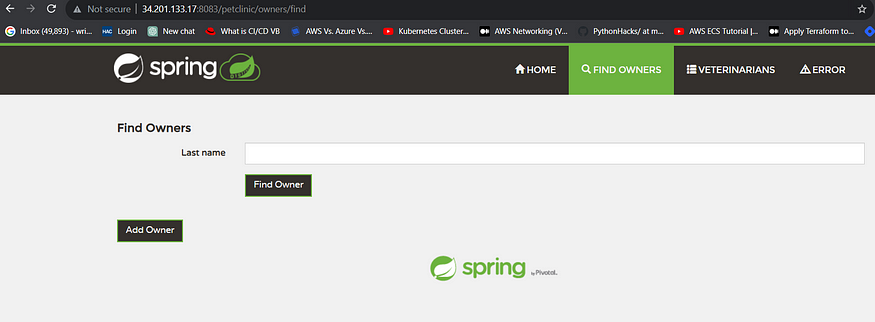 Not secure 34.201.133.17:8083/petclinic/owners/find
Inbox (49,893) - wri... HAC Login New chat What is CI/CD VB AWS Vs. Azure Vs.... Kubernetes Cluster... AWS Networking (V... PythonHacks/ at m... AWS ECS Tutorial |... Apply Terraform to...
spring HOME FIND OWNERS VETERINARIANS ERROR
Find Owners
Last name
Find Owner
Add Owner
spring by Pivotal.